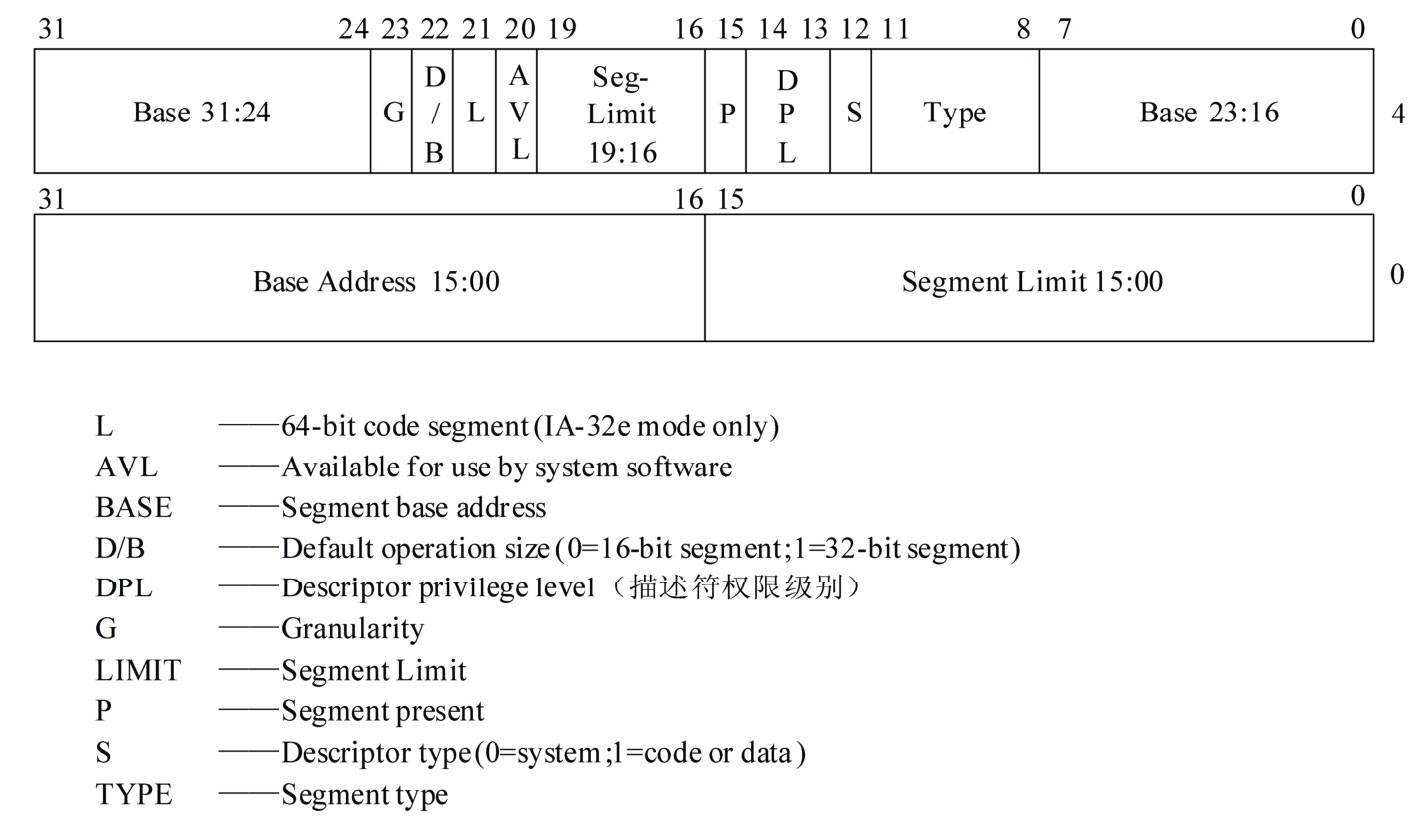 31 24 23 22 21 20 19 16 15 14 13 12 11 8 7 0
Base 31:24 G D/B L AVL Seg-Limit 19:16 P DPL S Type Base 23:16 4
31 16 15 0
Base Address 15:00 Segment Limit 15:00 0
L ——64-bit code segment(IA-32e mode only)
AVL ——Available for use by system software
BASE ——Segment base address
D/B ——Default operation size(0=16-bit segment;1=32-bit segment)
DPL ——Descriptor privilege level（描述符权限级别）
G ——Granularity
LIMIT ——Segment Limit
P ——Segment present
S ——Descriptor type(0=system;1=code or data)
TYPE ——Segment type